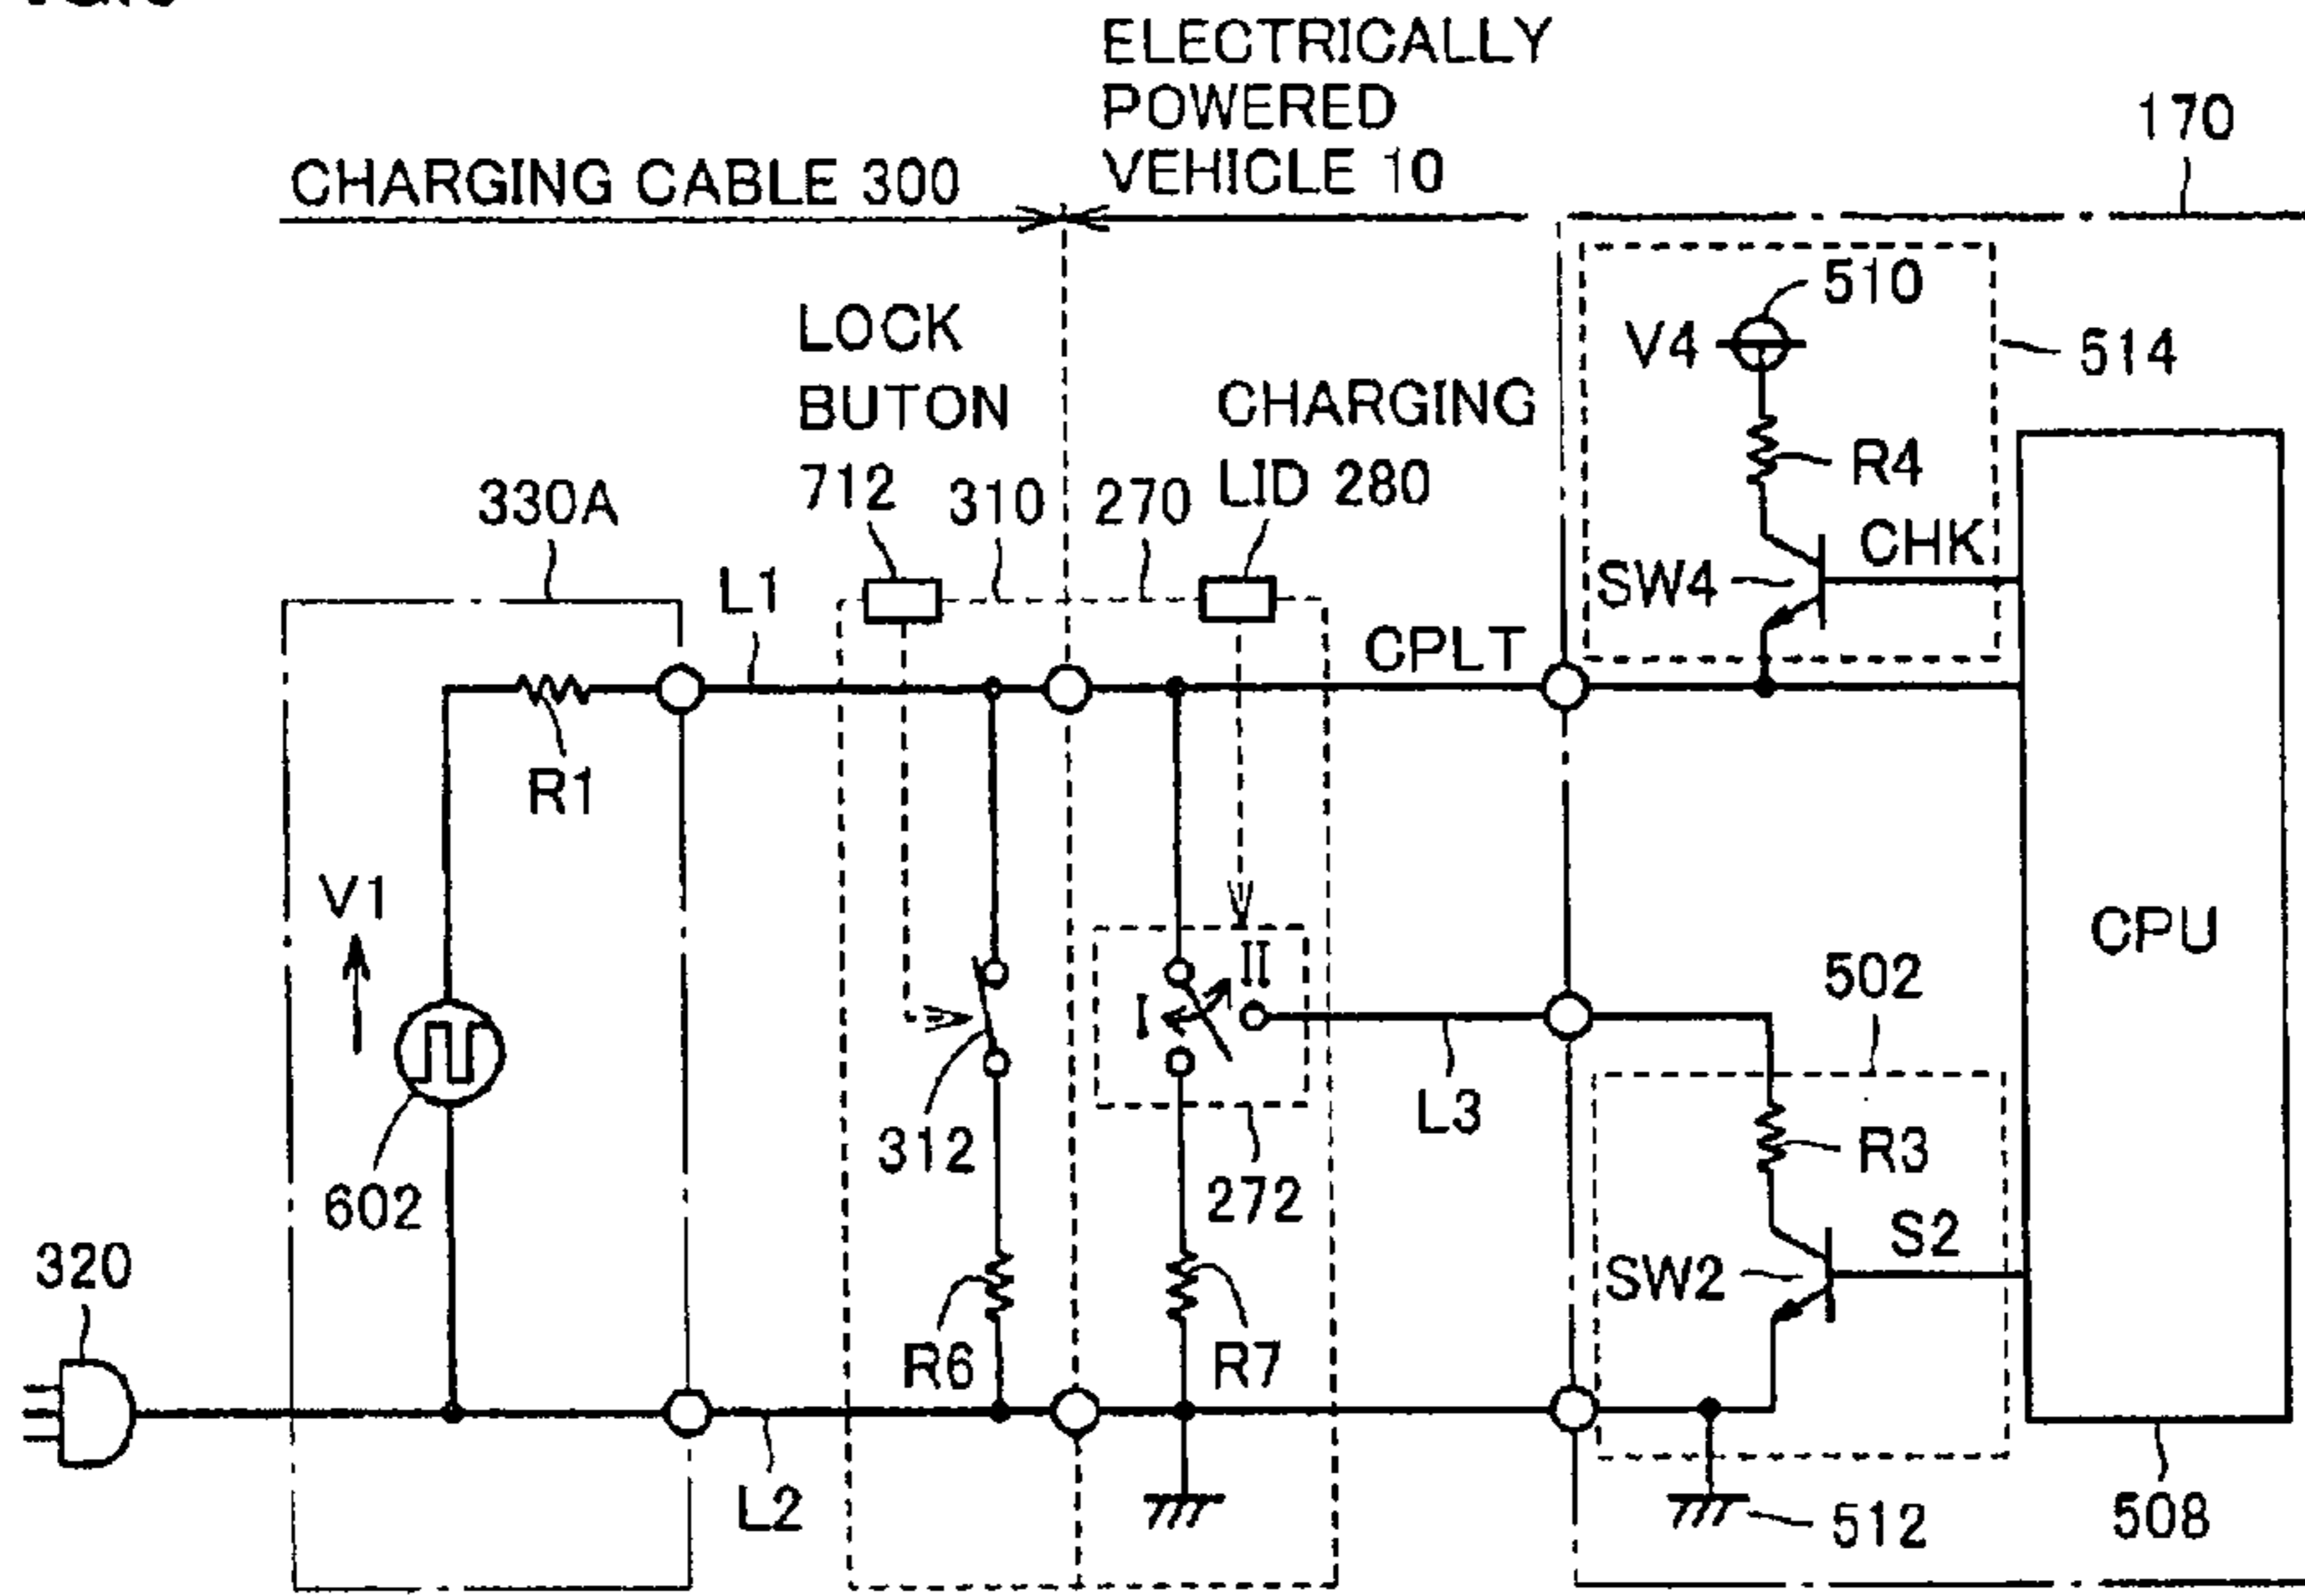 ELECTRICALLY
POWERED
VEHICLE 10
CHARGING CABLE 300
170
LOCK
BUTON
712
CHARGING
LID 280
510
V4
514
R4
CHK
SW4
330A
310
270
L1
CPLT
R1
V1
I
II
CPU
502
312
L3
R3
602
272
S2
SW2
320
R6
R7
L2
512
508